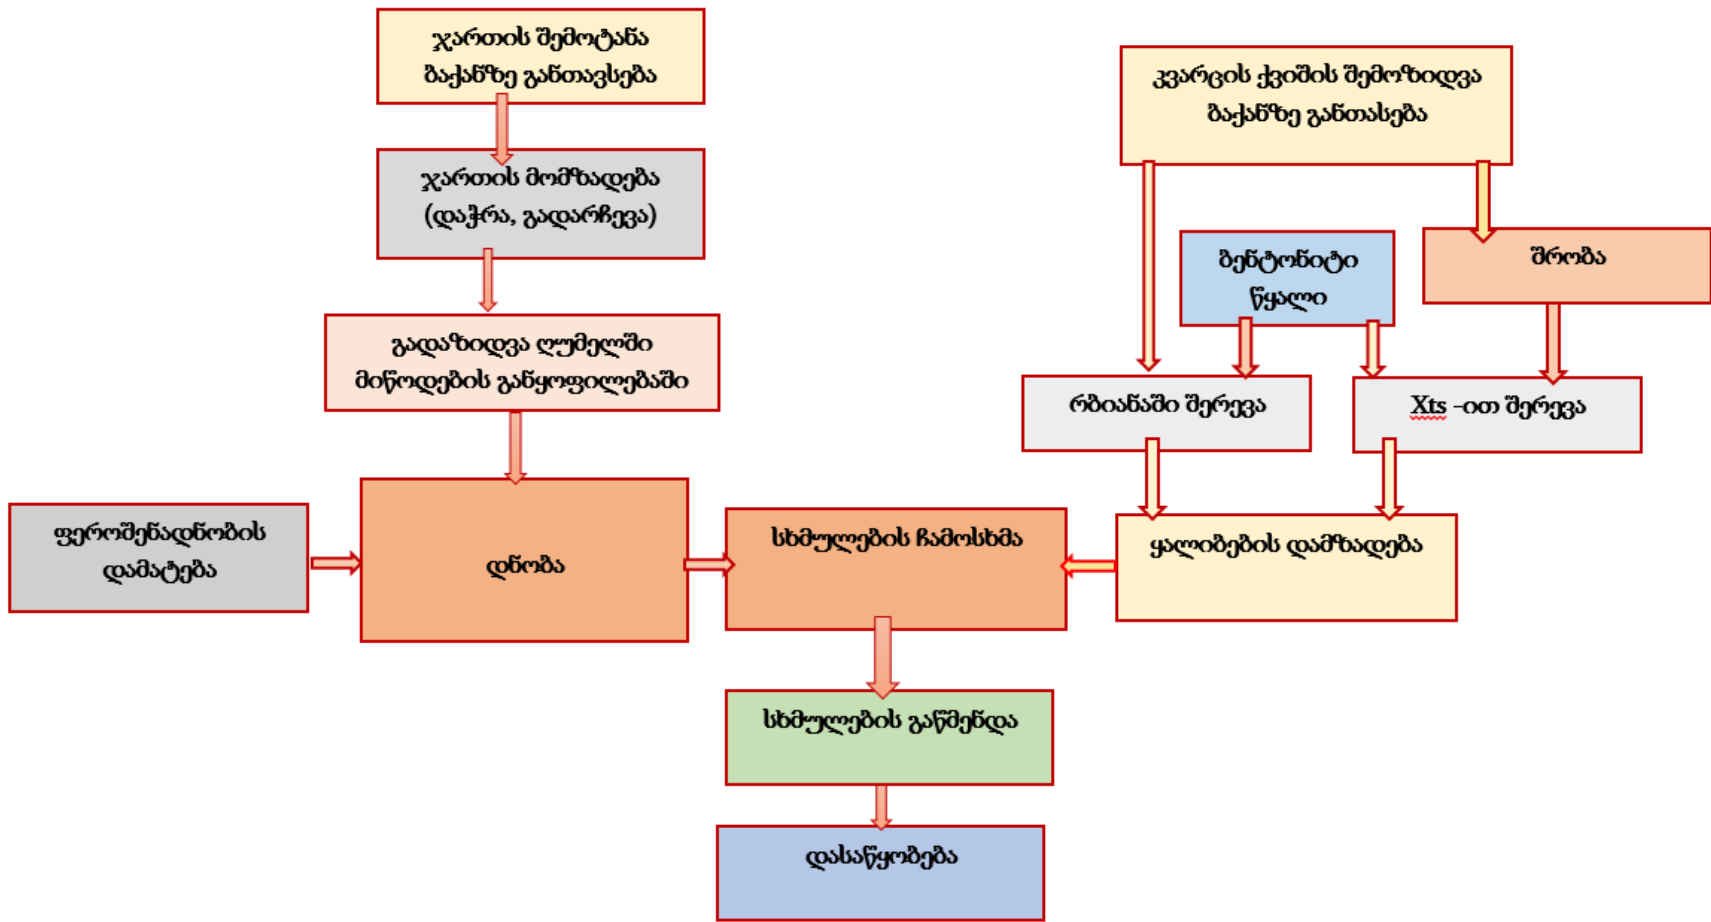 ჯართის შემოტანა
ბაქანზე განთავსება
კვარცის ქვიშის შემოზიდვა
ბაქანზე განთასება
ჯართის მომზადება
(დაჭრა, გადარჩევა)
ბენტონიტი
წყალი
შრობა
გადაზიდვა ღუმელში
მიწოდების განყოფილებაში
რბიანაში შერევა
Xts -ით შერევა
ფეროშენადნობის
დამატება
დნობა
სხმულების ჩამოსხმა
ყალიბების დამზადება
სხმულების გაწმენდა
დასაწყობება